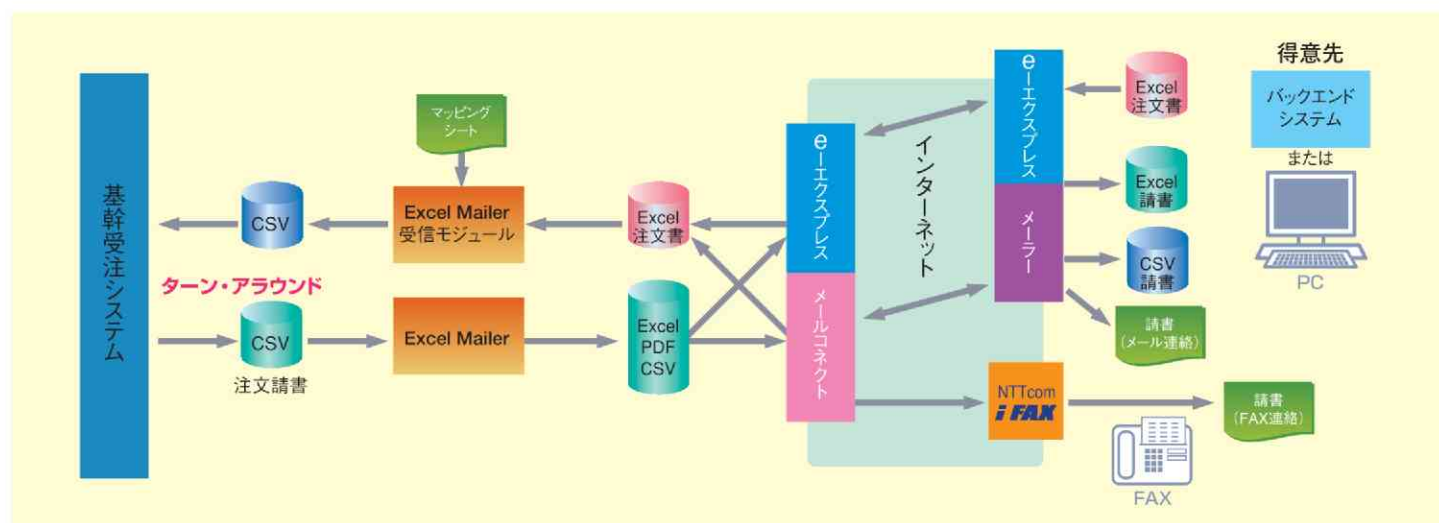 基幹受注システム
CSV
ターン・アラウンド
CSV
注文請書
マッピング
シート
Excel Mailer
受信モジュール
Excel Mailer
Excel
注文書
Excel
PDF
CSV
e-エクスプレス
メールコネクト
インターネット
e-エクスプレス
メーラー
NTTcom
i FAX
Excel
注文書
Excel
請書
CSV
請書
請書
(メール連絡)
請書
(FAX連絡)
FAX
得意先
バックエンド
システム
または
PC